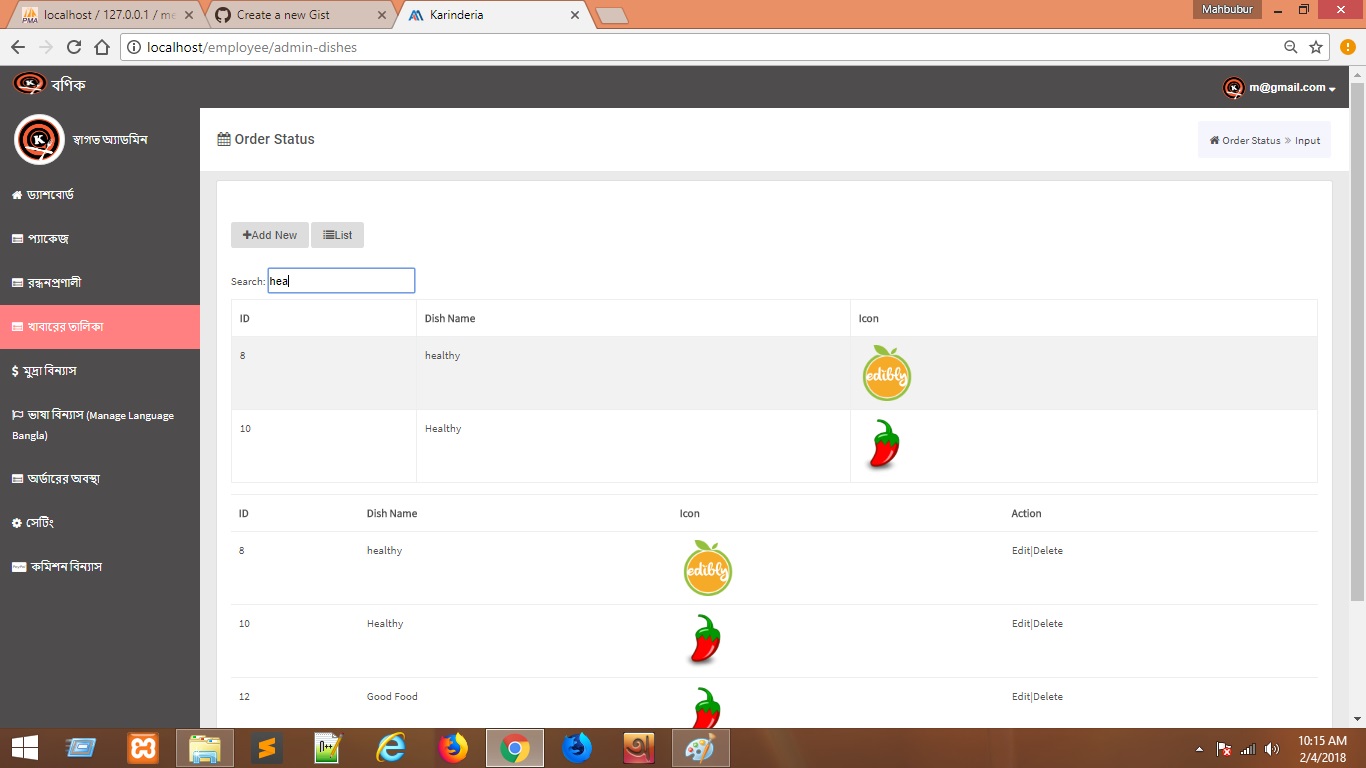 localhost / 127.0.0.1 / me
Create a new Gist
Karinderia
Mahbubur
localhost/employee/admin-dishes
বণিক
m@gmail.com
স্বাগত অ্যাডমিন
Order Status
Order Status » Input
ড্যাশবোর্ড
প্যাকেজ
রন্ধনপ্রণালী
খাবারের তালিকা
$ মুদ্রা বিন্যাস
ভাষা বিন্যাস (Manage Language
Bangla)
অর্ডারের অবস্থা
সেটিং
কমিশন বিন্যাস
+Add New
List
Search: hea
ID Dish Name Icon
8 healthy edibly
10 Healthy
ID Dish Name Icon Action
8 healthy edibly Edit|Delete
10 Healthy Edit|Delete
12 Good Food Edit|Delete
10:15 AM
2/4/2018